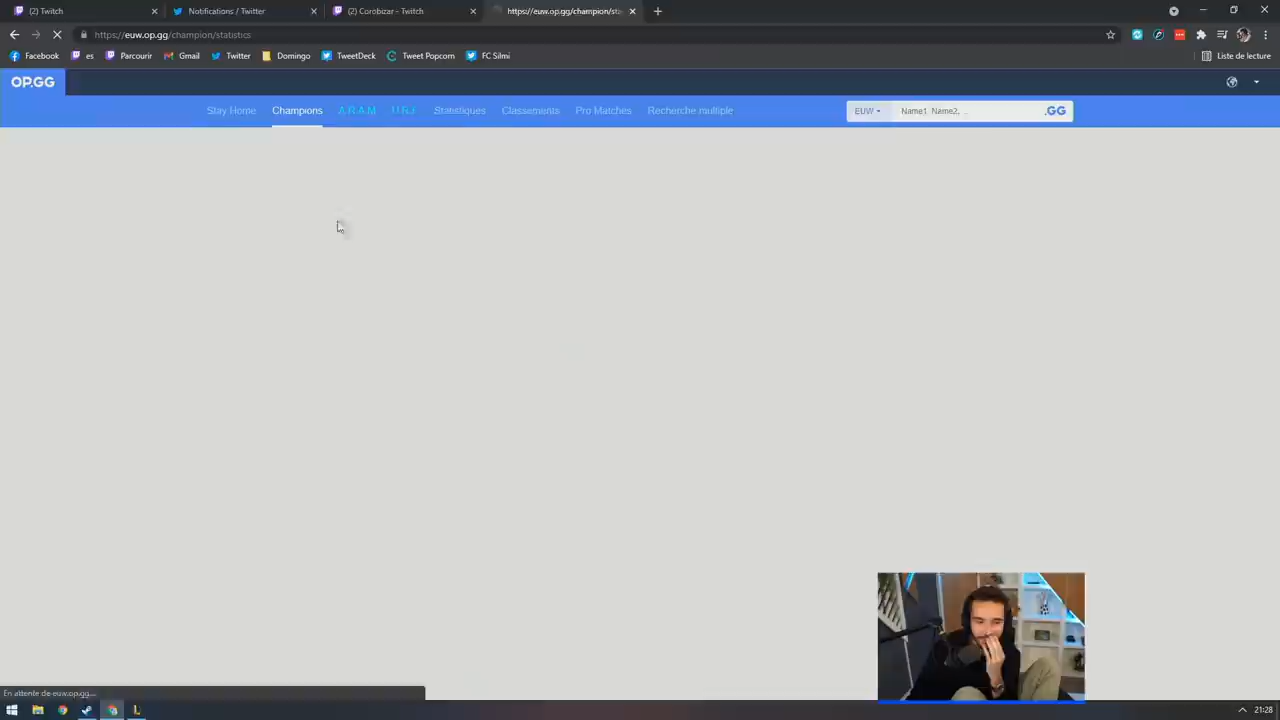 (2) Twitch
Notifications / Twitter
(2) Corobizar - Twitch
https://euw.op.gg/champion/sta
https://euw.op.gg/champion/statistics
Facebook
es
Parcourir
Gmail
Twitter
Domingo
TweetDeck
Tweet Popcorn
FC Silmi
Liste de lecture
OP.GG
Stay Home
Champions
A.R.A.M
U.R.F
Statistiques
Classements
Pro Matches
Recherche multiple
EUW
Name1, Name2, ...
.GG
En attente de euw.op.gg...
21:28